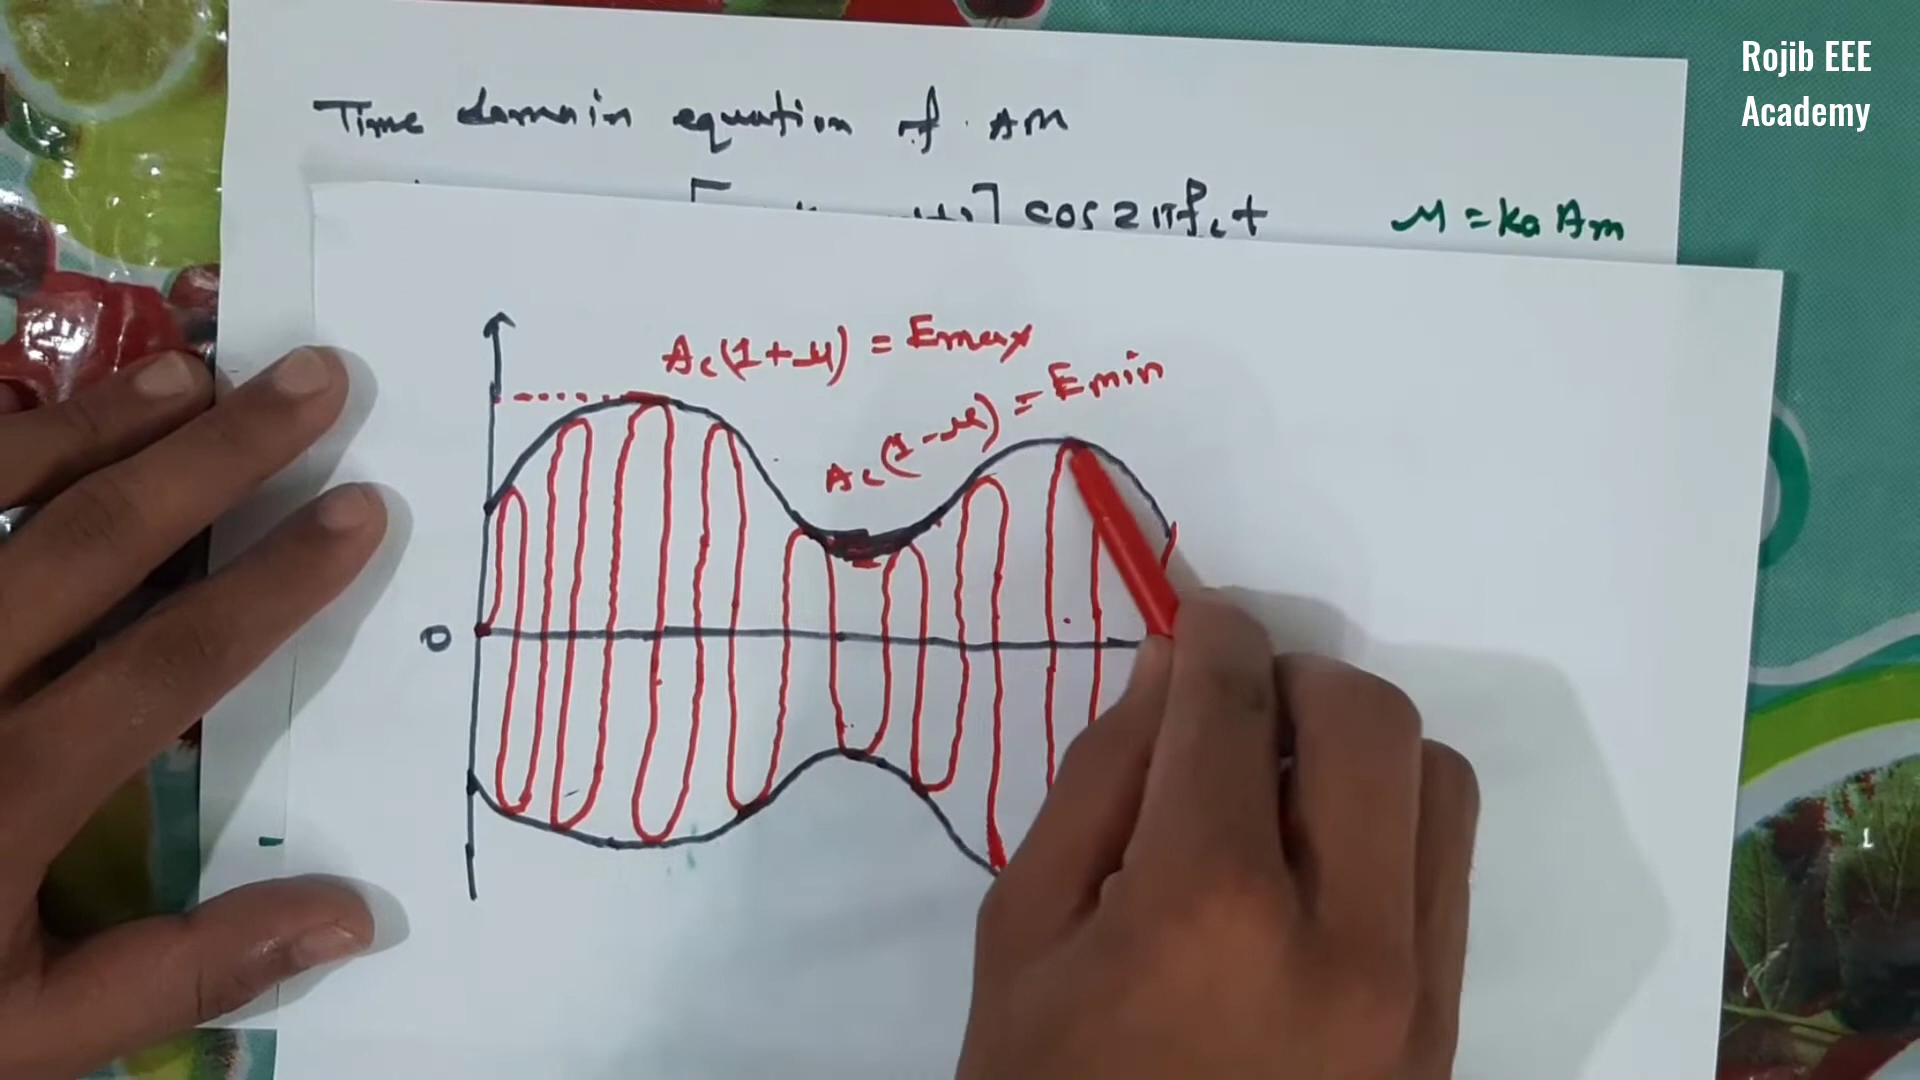 Rojib EEE
Academy
Time domain equation of AM
cos 2πfct
μ = ka Am
Ac(1+μ) = Emax
Ac(1-μ) = Emin
0